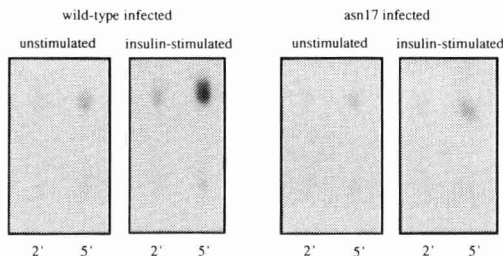 wild-type infected asn17 infected
unstimulated insulin-stimulated unstimulated insulin-stimulated
2' 5' 2' 5' 2' 5' 2' 5'